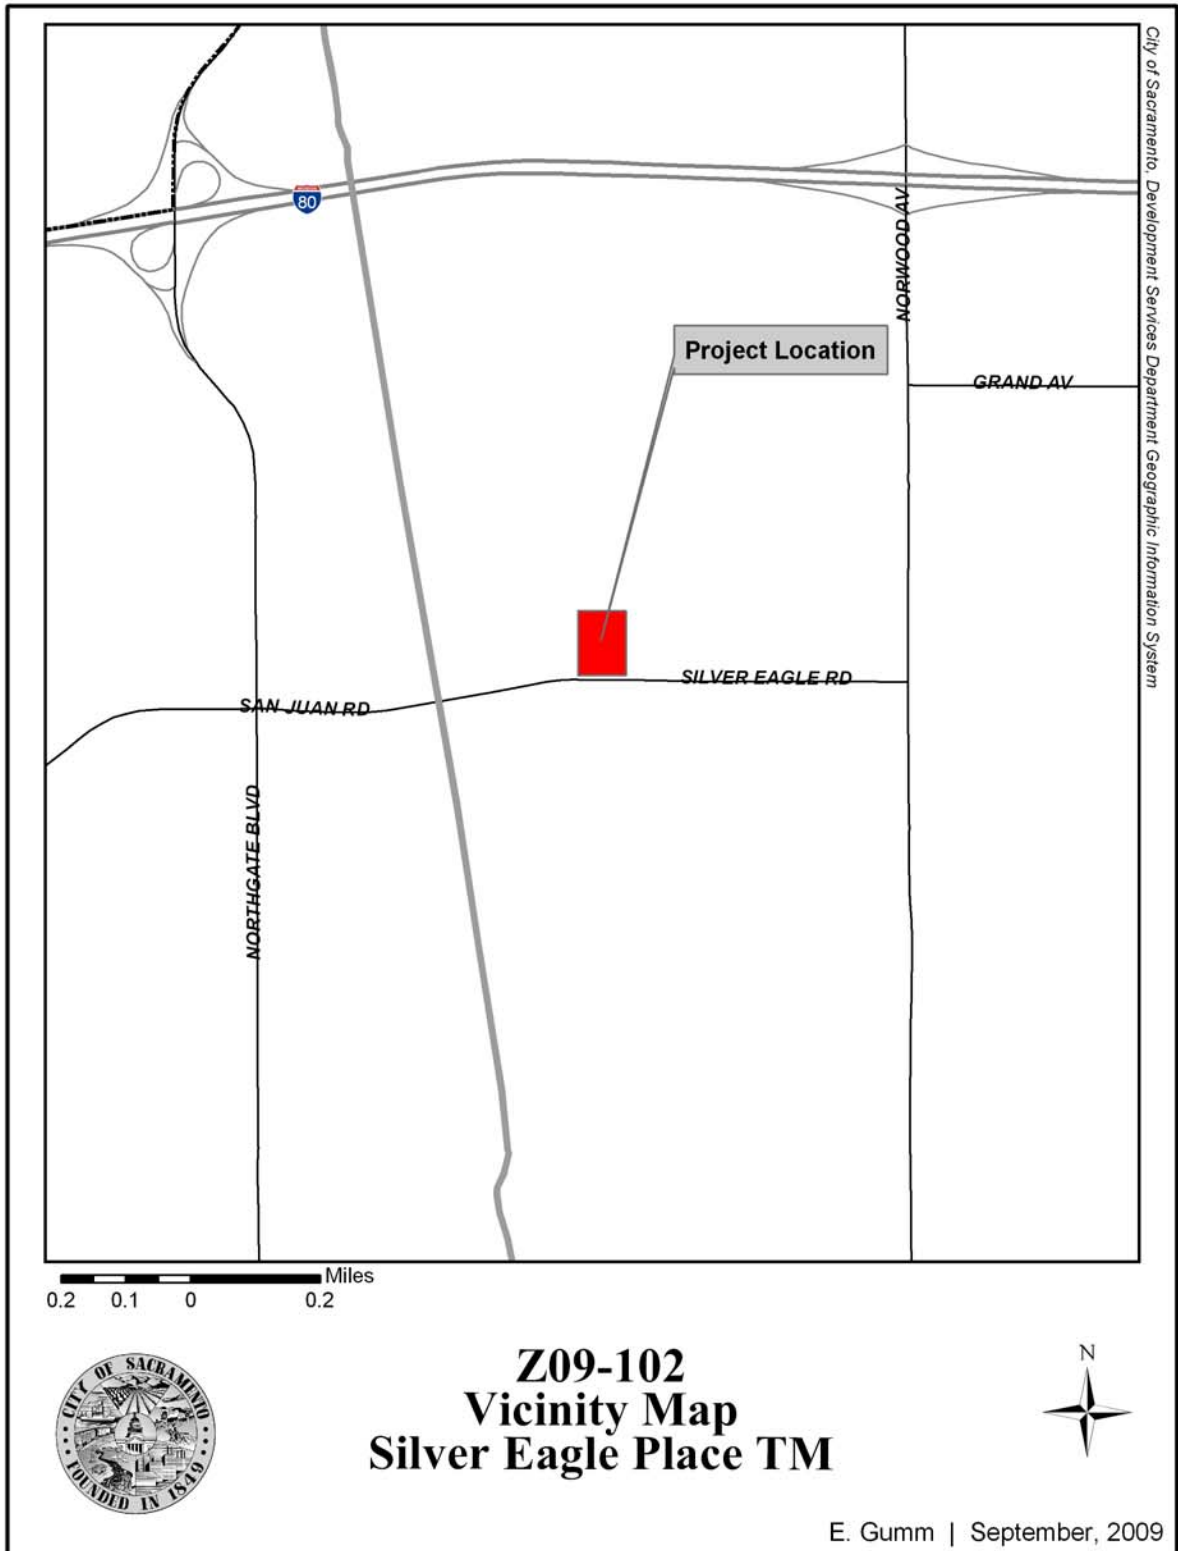 City of Sacramento, Development Services Department Geographic Information System
80
NORWOOD AV
Project Location
GRAND AV
SILVER EAGLE RD
SAN JUAN RD
NORTHGATE BLVD
Miles
0.2 0.1 0 0.2
CITY OF SACRAMENTO
FOUNDED IN 1849
Z09-102
Vicinity Map
Silver Eagle Place TM
N
E. Gumm | September, 2009